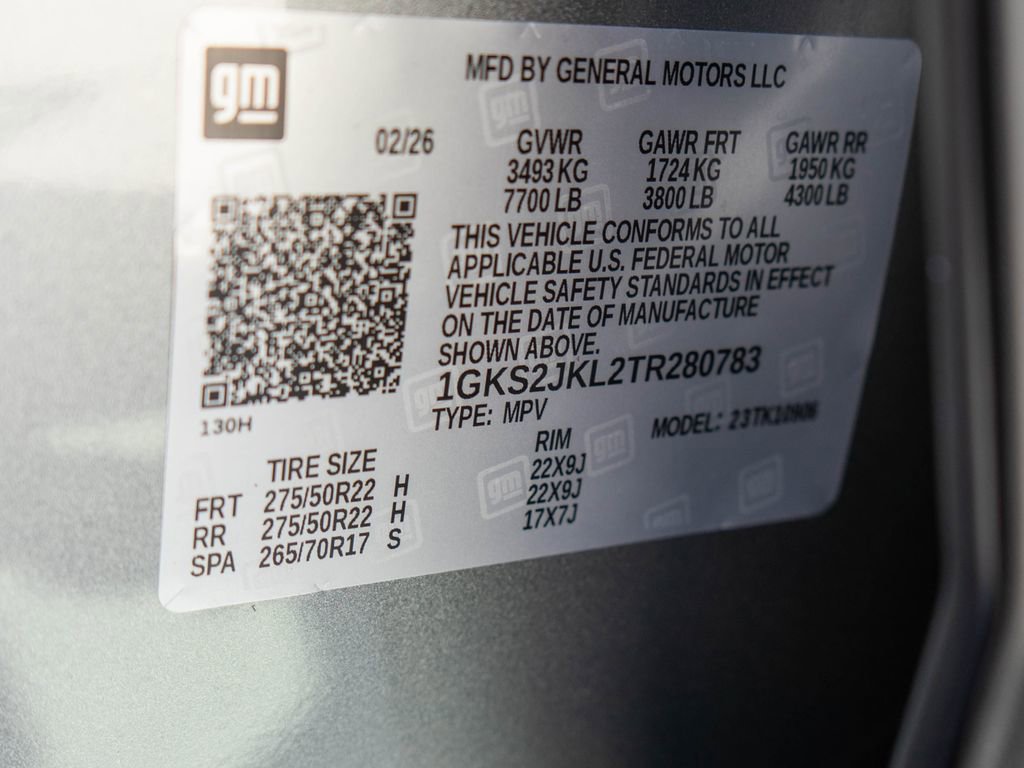 gm
MFD BY GENERAL MOTORS LLC
02/26 GVWR GAWR FRT GAWR RR
3493 KG 1724 KG 1950 KG
7700 LB 3800 LB 4300 LB
THIS VEHICLE CONFORMS TO ALL
APPLICABLE U.S. FEDERAL MOTOR
VEHICLE SAFETY STANDARDS IN EFFECT
ON THE DATE OF MANUFACTURE
SHOWN ABOVE.
1GKS2JKL2TR280783
130H
TYPE: MPV MODEL:
TIRE SIZE RIM
FRT 275/50R22 H 22X9J
RR 275/50R22 H 22X9J
SPA 265/70R17 S 17X7J